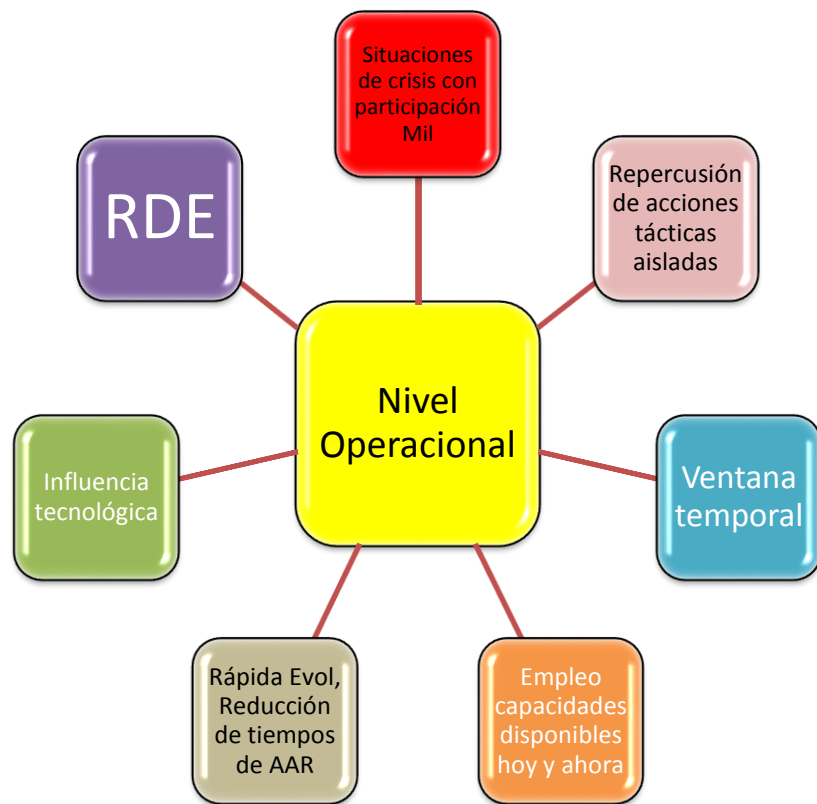 Situaciones
de crisis con
participación
Mil
Repercusión
de acciones
tácticas
aisladas
Ventana
temporal
Empleo
capacidades
disponibles
hoy y ahora
Rápida Evol,
Reducción
de tiempos
de AAR
Influencia
tecnológica
RDE
Nivel
Operacional